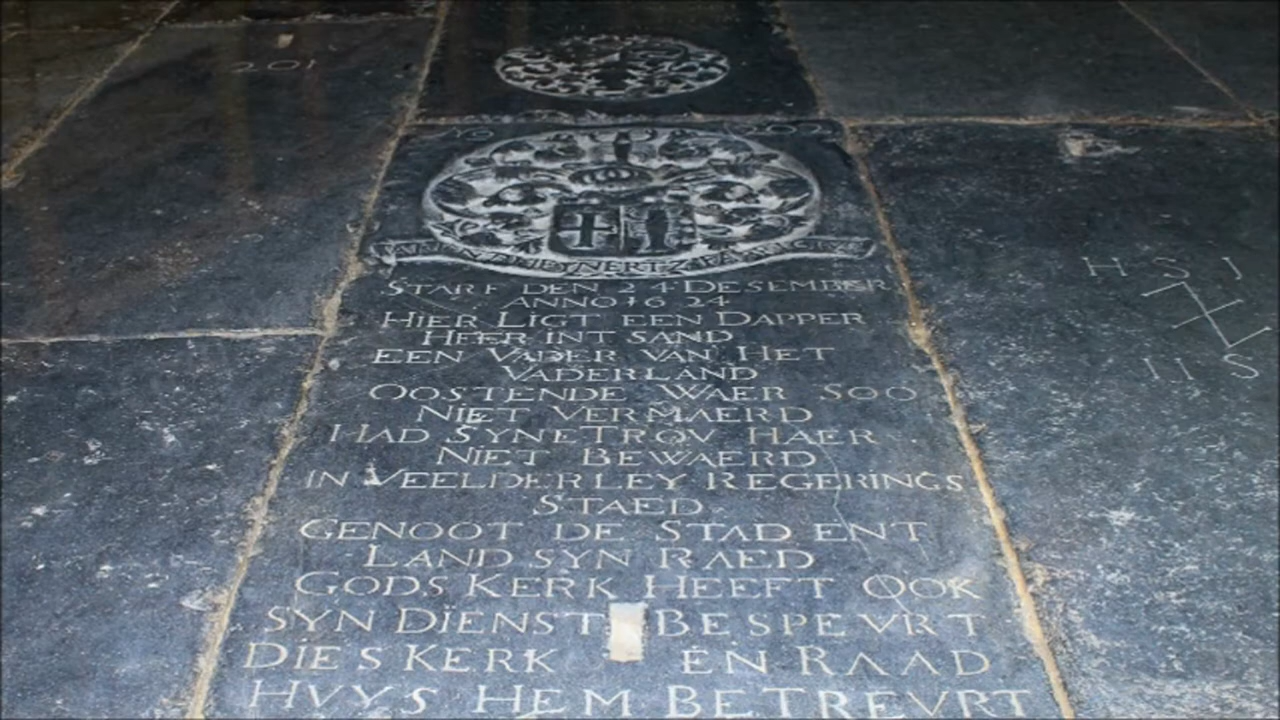 201
MEYNERTZ
STARF DEN 24 DESEMBER
ANNO 1624
HIER LIGT EEN DAPPER
HEER INT SAND
EEN VADER VAN HET
VADERLAND
OOSTENDE WAER SOO
NIET VERMAERD
HAD SYNE TROV HAER
NIET BEWAERD
IN VEELDERLEY REGERINGS
STAED
GENOOT DE STAD ENT
LAND SYN RAED
GODS KERK HEEFT OOK
SYN DIENST BESPEVRT
DIES KERK EN RAAD
HVYS HEM BETREVRT
H S I
I I S